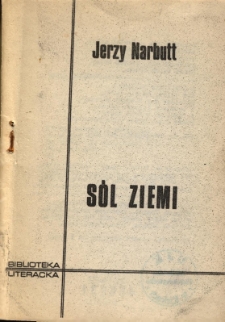 Jerzy Narbutt
SÓL ZIEMI
BIBLIOTEKA
LITERACKA